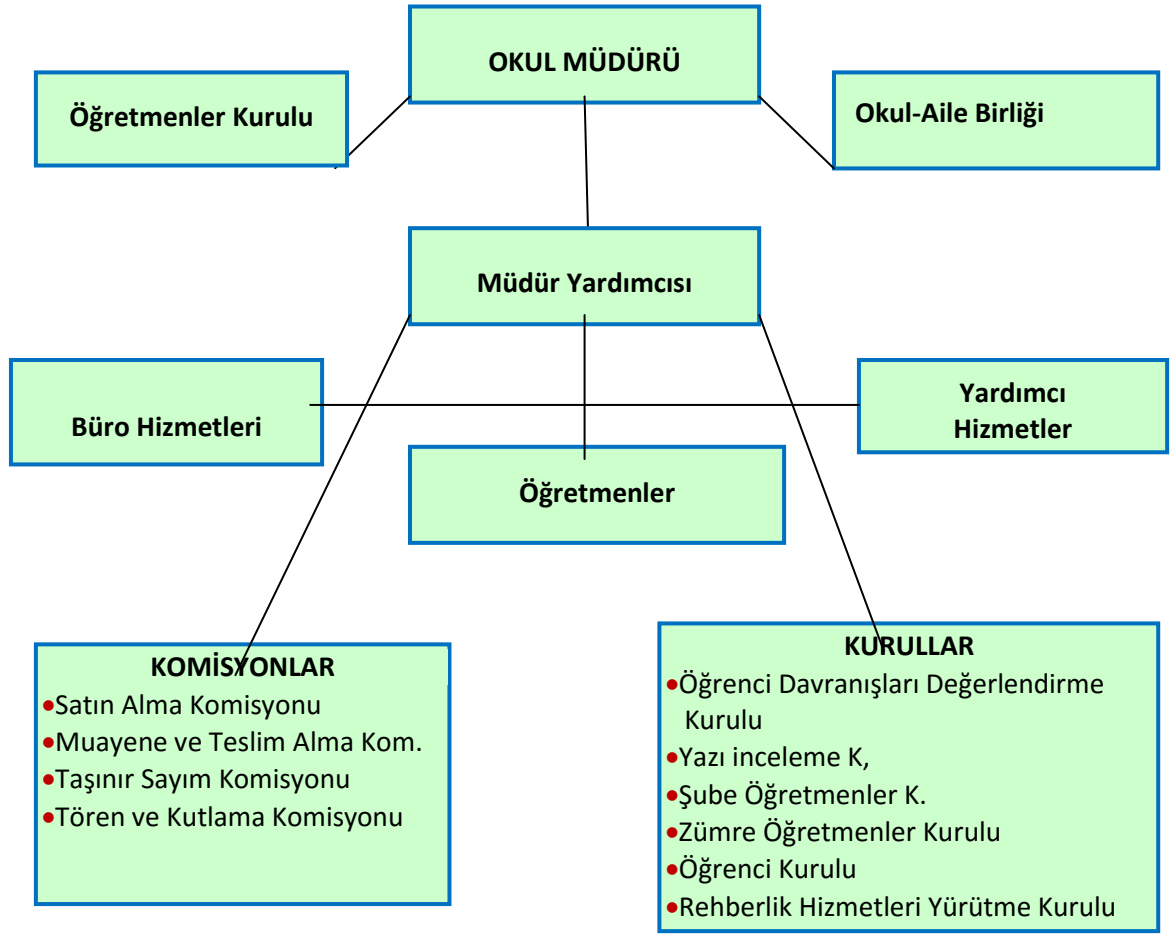 OKUL MÜDÜRÜ
Öğretmenler Kurulu
Okul-Aile Birliği
Müdür Yardımcısı
Büro Hizmetleri
Yardımcı
Hizmetler
Öğretmenler
KOMİSYONLAR
•Satın Alma Komisyonu
•Muayene ve Teslim Alma Kom.
•Taşınır Sayım Komisyonu
•Tören ve Kutlama Komisyonu
KURULLAR
•Öğrenci Davranışları Değerlendirme
Kurulu
•Yazı inceleme K,
•Şube Öğretmenler K.
•Zümre Öğretmenler Kurulu
•Öğrenci Kurulu
•Rehberlik Hizmetleri Yürütme Kurulu